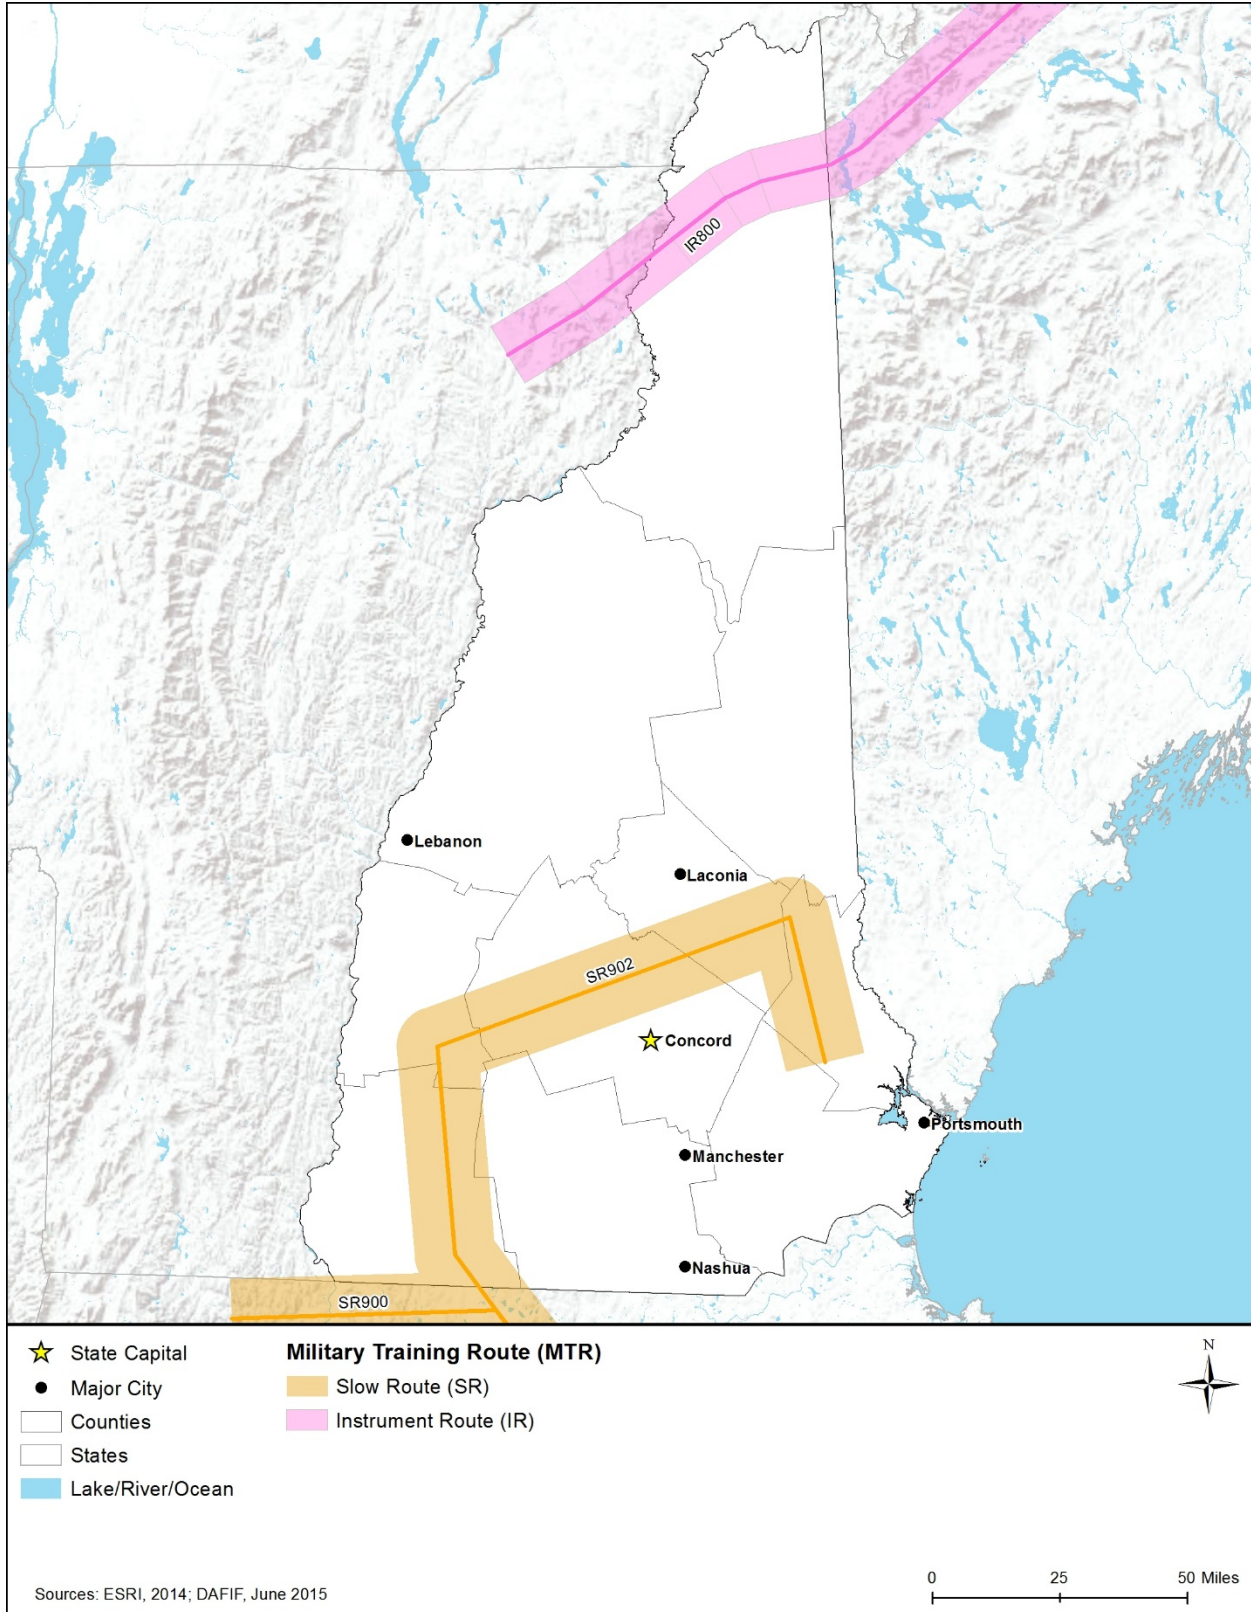 IR800
Lebanon
Laconia
SR902
Concord
Portsmouth
Manchester
Nashua
SR900
State Capital
Major City
Counties
States
Lake/River/Ocean
Military Training Route (MTR)
Slow Route (SR)
Instrument Route (IR)
N
Sources: ESRI, 2014; DAFIF, June 2015
0 25 50 Miles